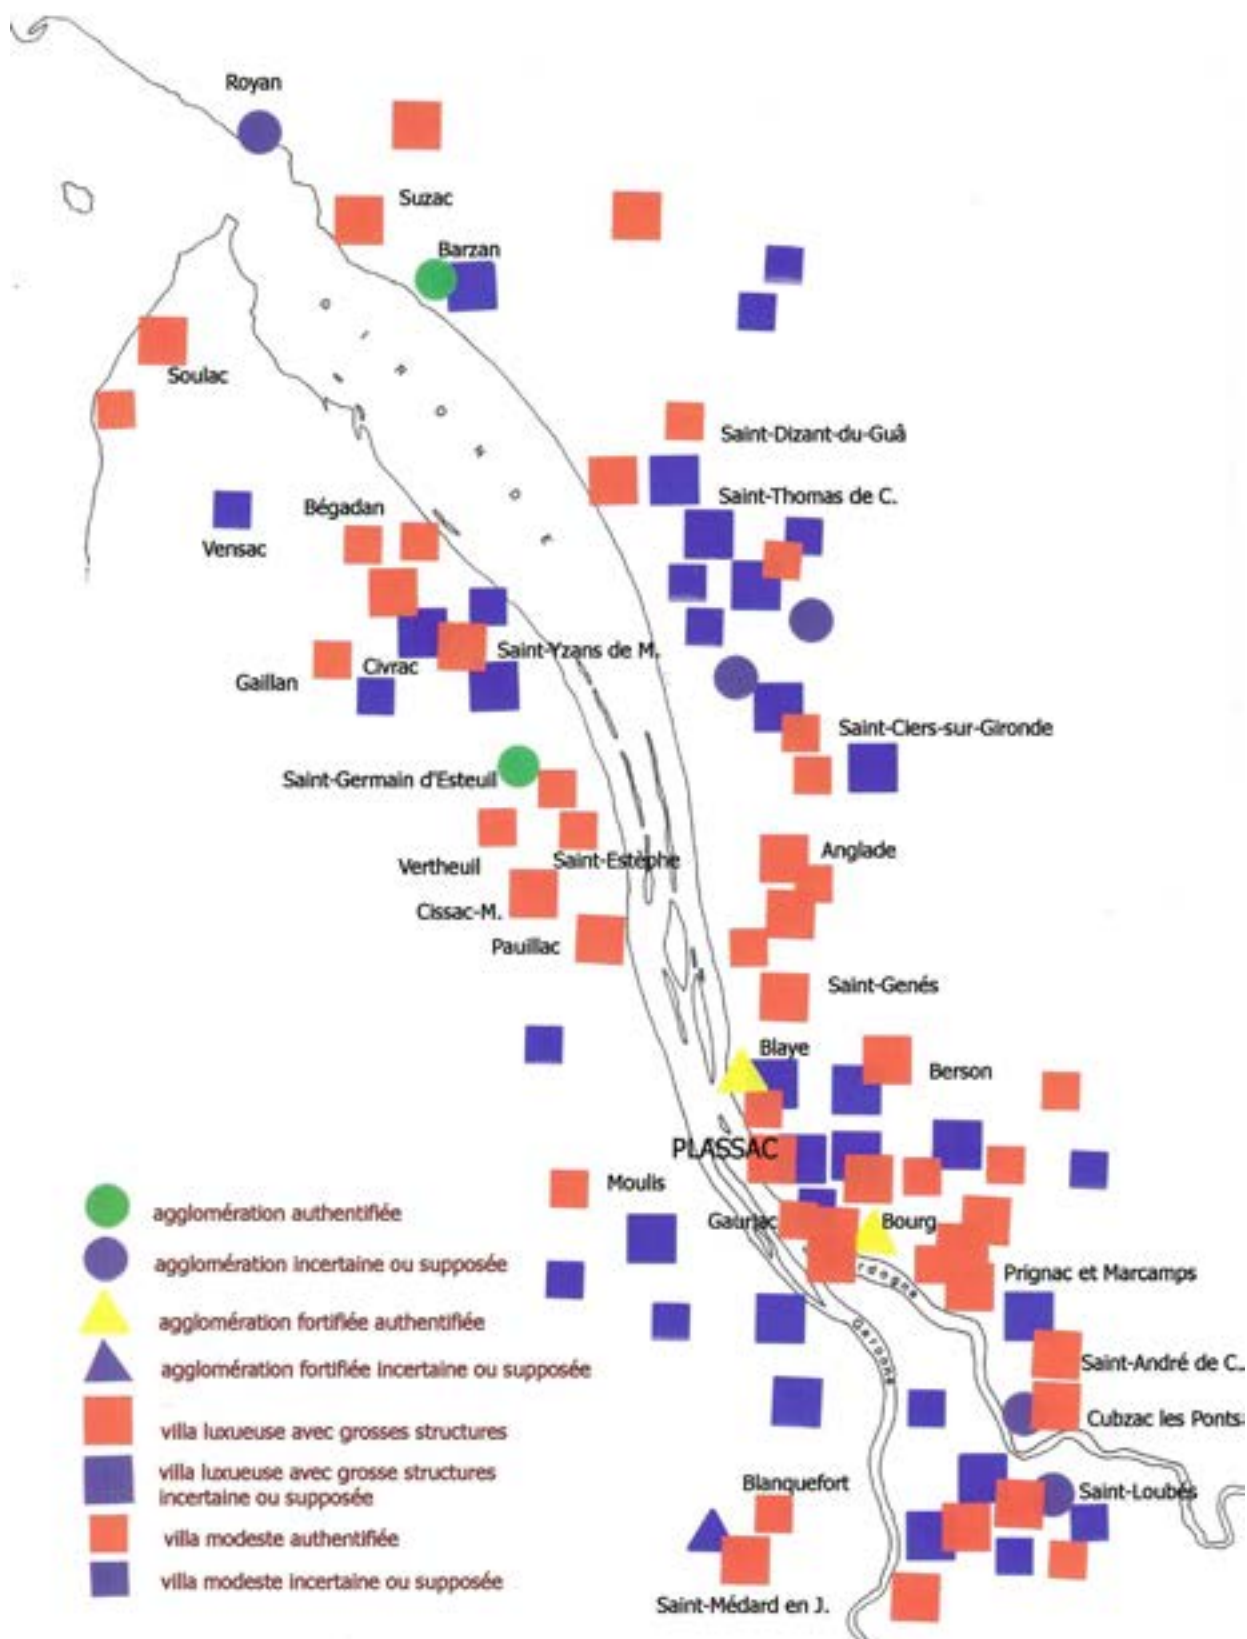 Royan
Suzac
Barzan
Soulac
GIRONDE
Saint-Dizant-du-Guâ
Saint-Thomas de C.
Bégadan
Vensac
Saint-Yzans de M.
Civrac
Gaillan
Saint-Ciers-sur-Gironde
Saint-Germain d'Esteuil
Anglade
Saint-Estèphe
Vertheuil
Cissac-M.
Pauillac
Saint-Genés
Blaye
Berson
PLASSAC
Moulis
Gauriac
Bourg
Prignac et Marcamps
rdogne
Garonne
Saint-André de C.
Cubzac les Ponts
Blanquefort
Saint-Loubés
Saint-Médard en J.
agglomération authentifiée
agglomération incertaine ou supposée
agglomération fortifiée authentifiée
agglomération fortifiée incertaine ou supposée
villa luxueuse avec grosses structures
villa luxueuse avec grosse structures
incertaine ou supposée
villa modeste authentifiée
villa modeste incertaine ou supposée